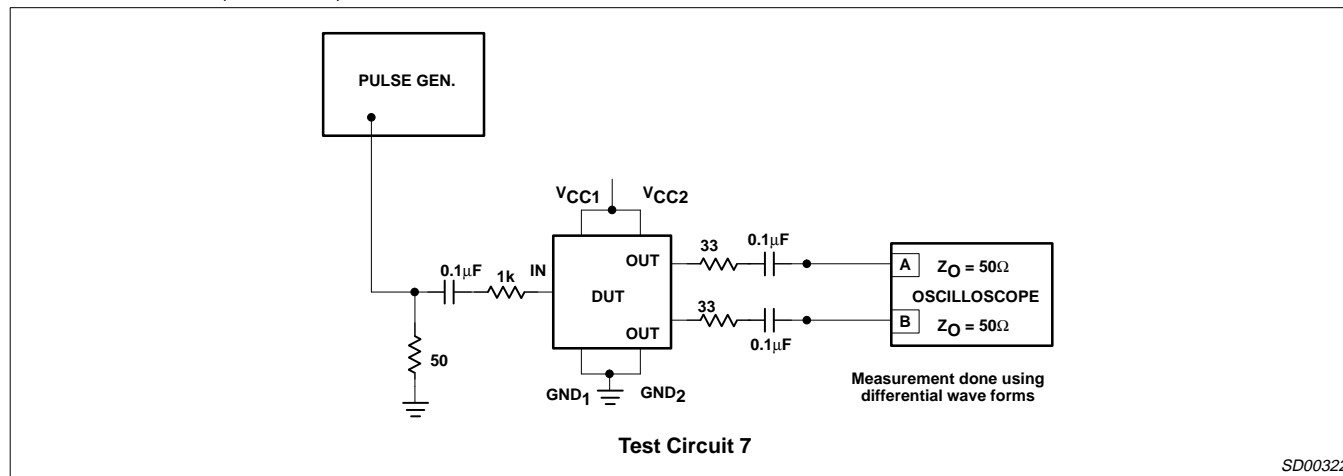 PULSE GEN.
VCC1 VCC2
0.1μF 1k IN
50
DUT
OUT
OUT
33
0.1μF
33
0.1μF
GND1 GND2
A ZO = 50Ω
OSCILLOSCOPE
B ZO = 50Ω
Measurement done using
differential wave forms
Test Circuit 7
SD00322